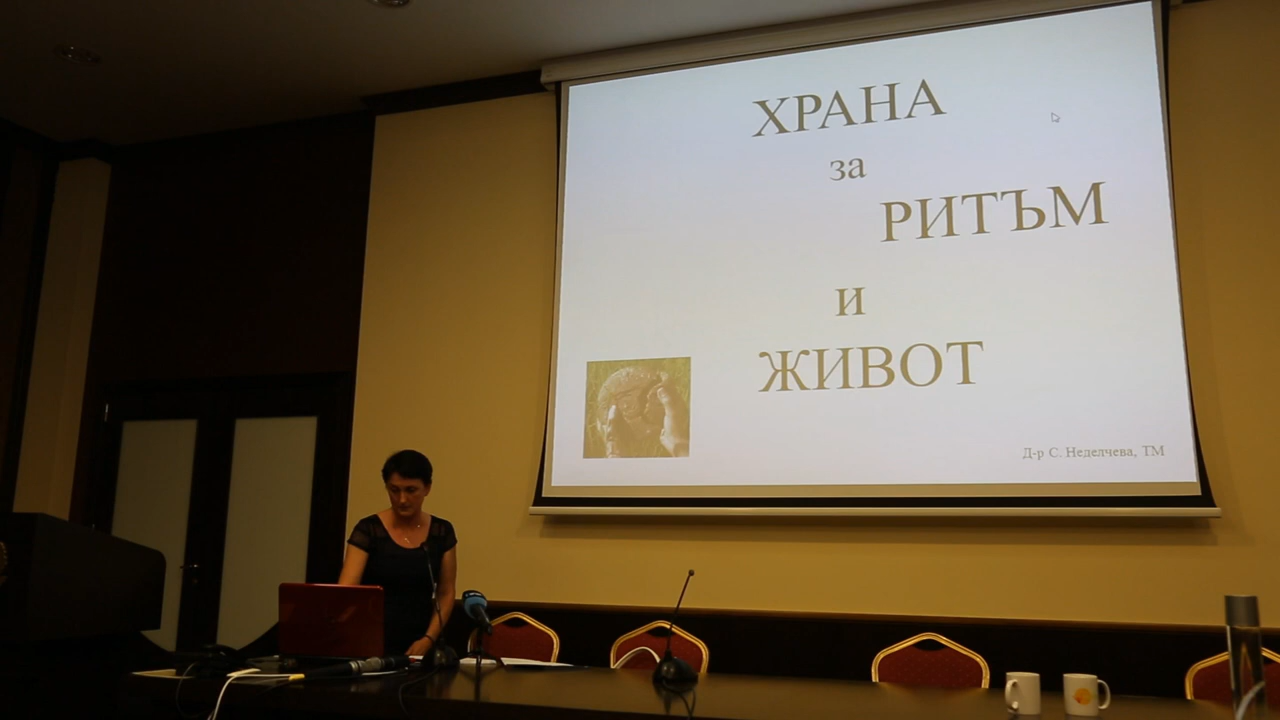 ХРАНА
за
РИТЪМ
и
ЖИВОТ
Д-р С. Неделчева, ТМ